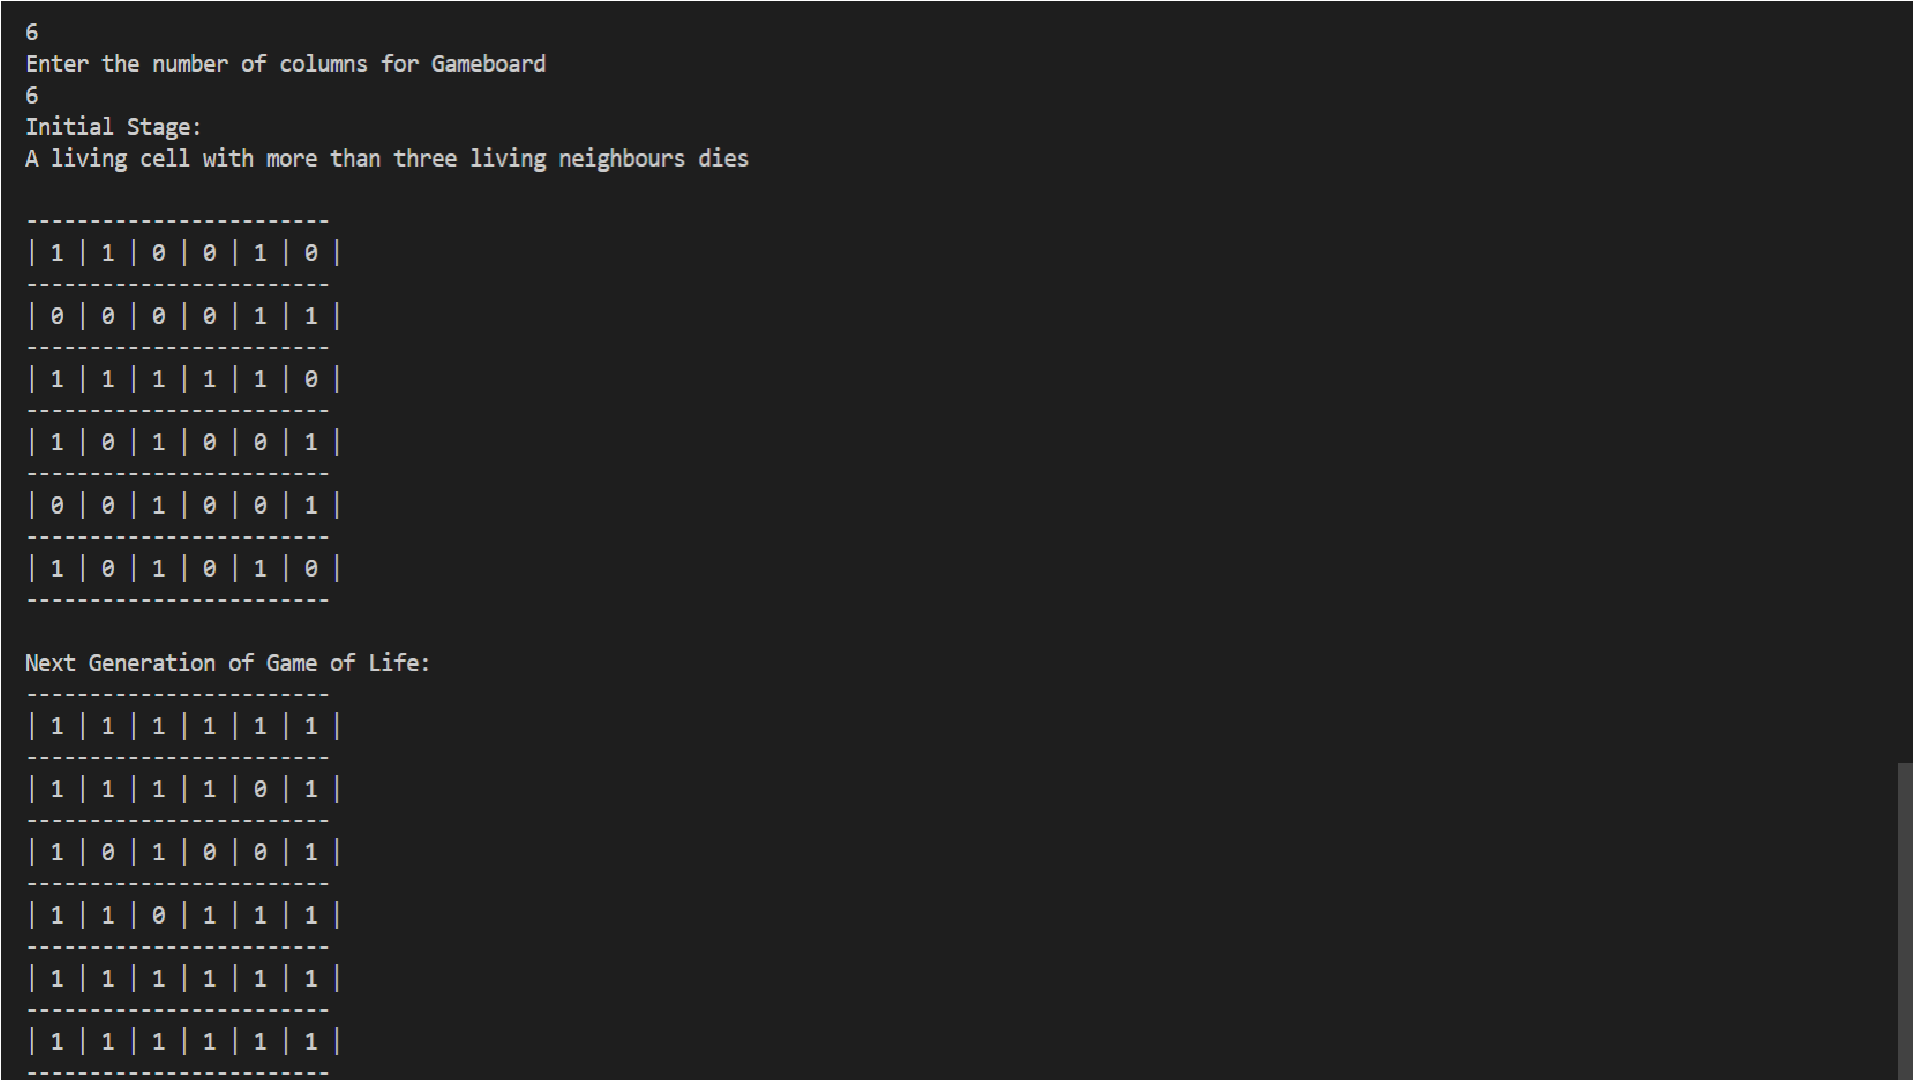 6
Enter the number of columns for Gameboard
6
Initial Stage:
A living cell with more than three living neighbours dies
------------------------
| 1 | 1 | 0 | 0 | 1 | 0 |
------------------------
| 0 | 0 | 0 | 0 | 1 | 1 |
------------------------
| 1 | 1 | 1 | 1 | 1 | 0 |
------------------------
| 1 | 0 | 1 | 0 | 0 | 1 |
------------------------
| 0 | 0 | 1 | 0 | 0 | 1 |
------------------------
| 1 | 0 | 1 | 0 | 1 | 0 |
------------------------
Next Generation of Game of Life:
------------------------
| 1 | 1 | 1 | 1 | 1 | 1 |
------------------------
| 1 | 1 | 1 | 1 | 0 | 1 |
------------------------
| 1 | 0 | 1 | 0 | 0 | 1 |
------------------------
| 1 | 1 | 0 | 1 | 1 | 1 |
------------------------
| 1 | 1 | 1 | 1 | 1 | 1 |
------------------------
| 1 | 1 | 1 | 1 | 1 | 1 |
------------------------